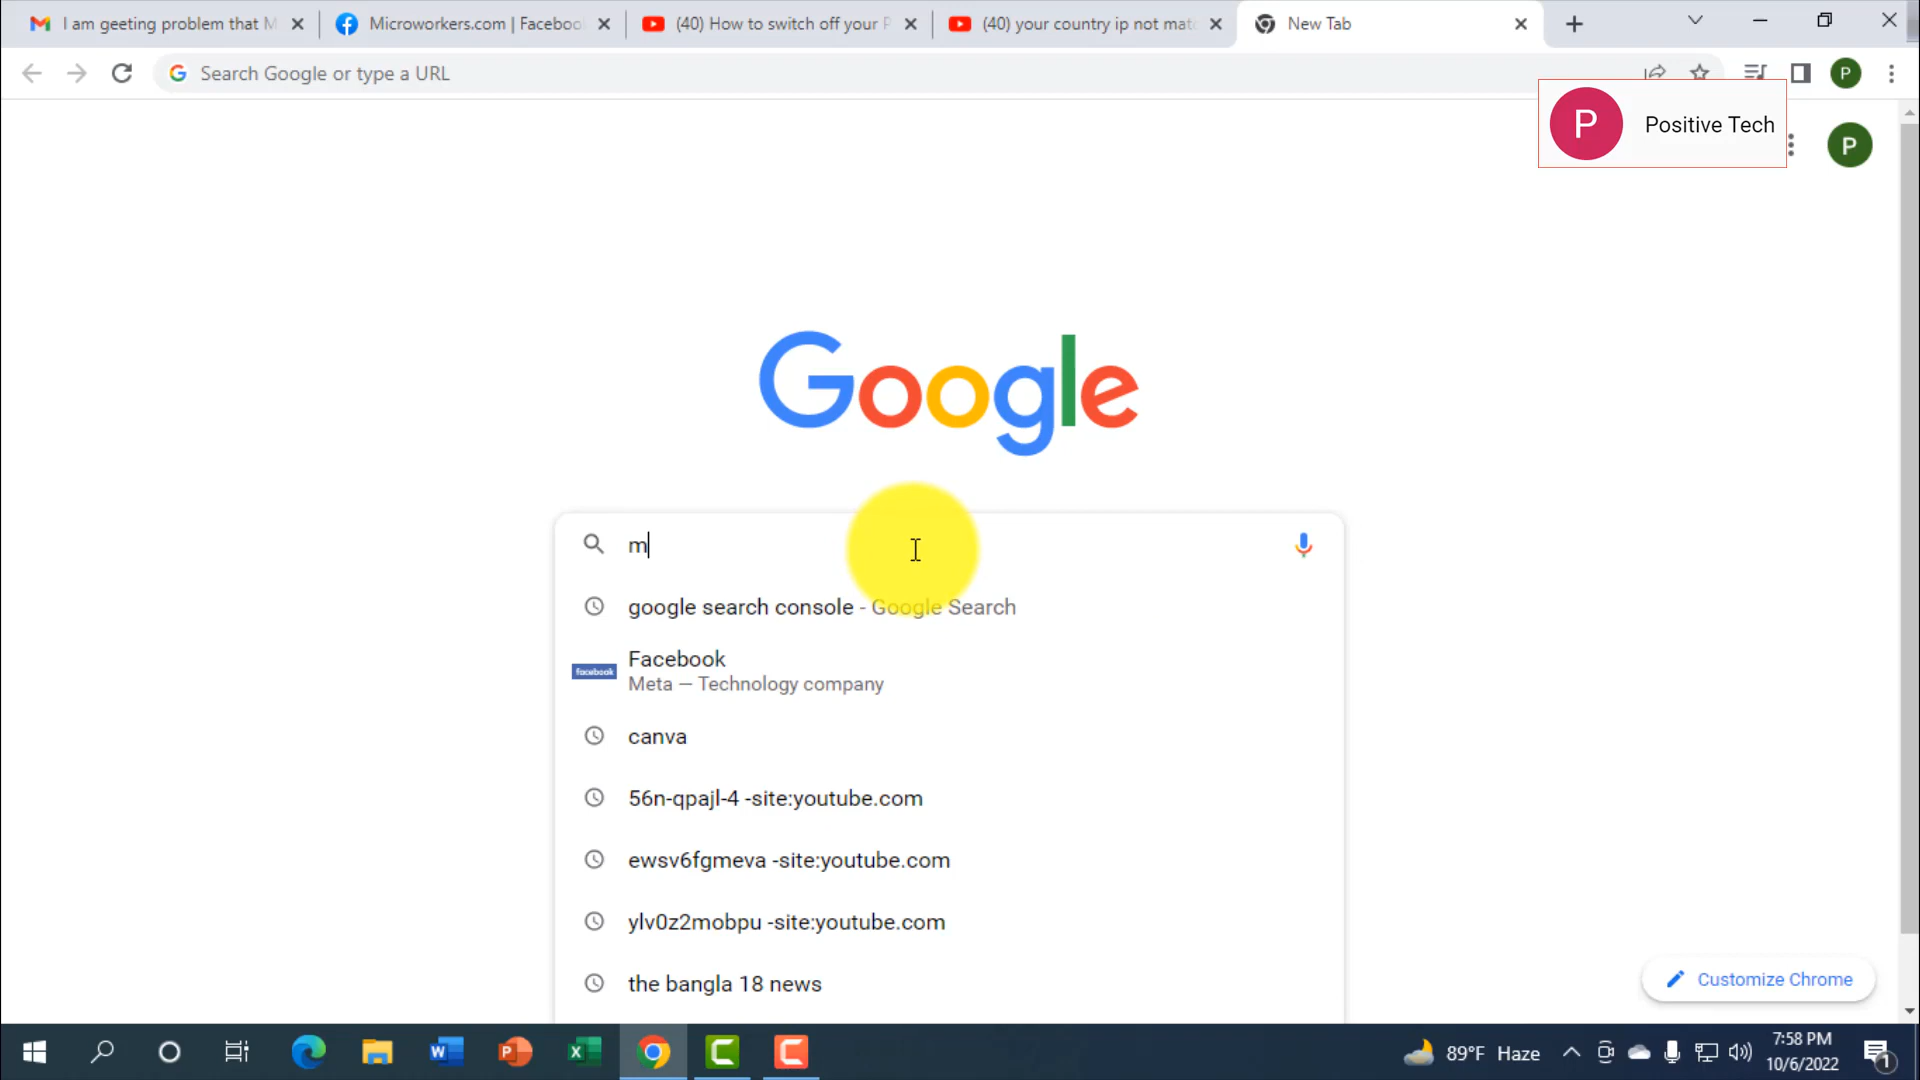 I am geeting problem that M
Microworkers.com | Facebook
(40) How to switch off your P
(40) your country ip not mat
New Tab
Search Google or type a URL
P
P
Positive Tech
P
Google
m
google search console - Google Search
facebook
Facebook
Meta — Technology company
canva
56n-qpajl-4 -site:youtube.com
ewsv6fgmeva -site:youtube.com
ylv0z2mobpu -site:youtube.com
the bangla 18 news
Customize Chrome
89°F Haze
7:58 PM
10/6/2022
1